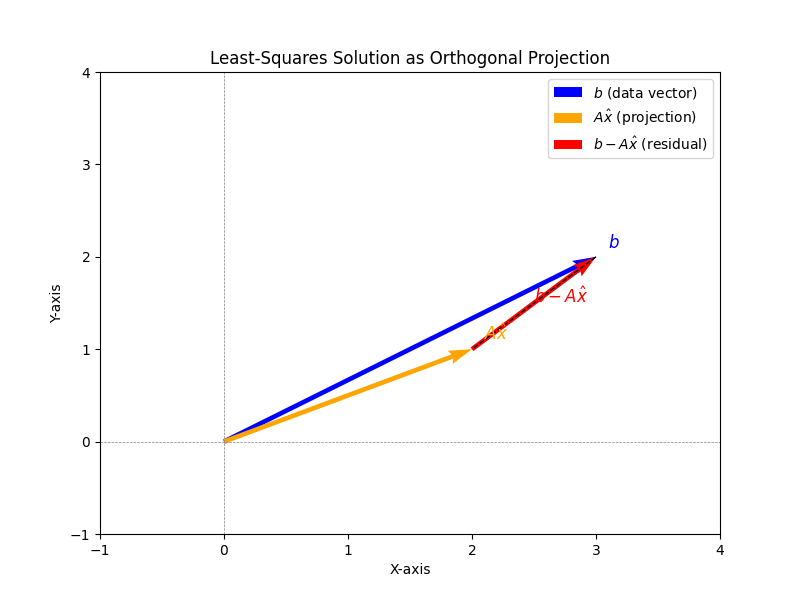 Least-Squares Solution as Orthogonal Projection
b (data vector)
Ax̂ (projection)
b − Ax̂ (residual)
4
3
2
1
0
−1
Y-axis
b
b − Ax̂
Ax̂
−1
0
1
2
3
4
X-axis